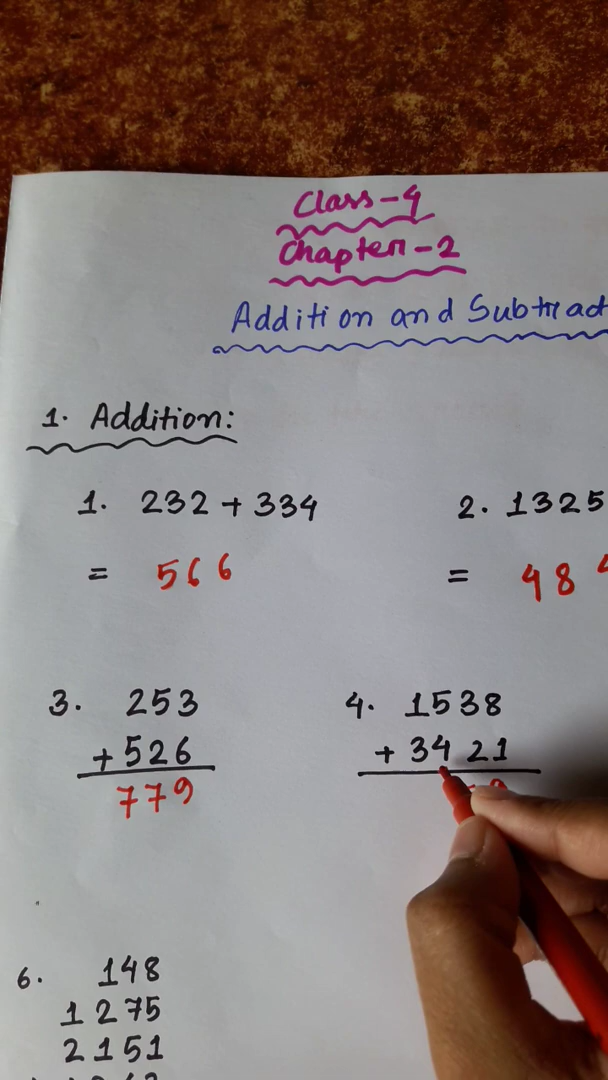 Class-4
Chapter-2
Addition and Subtract
1. Addition:
1. 232 + 334
= 566
2. 1325
= 48
3. 253
+ 526
779
4. 1538
+ 3421
6. 148
1275
2151